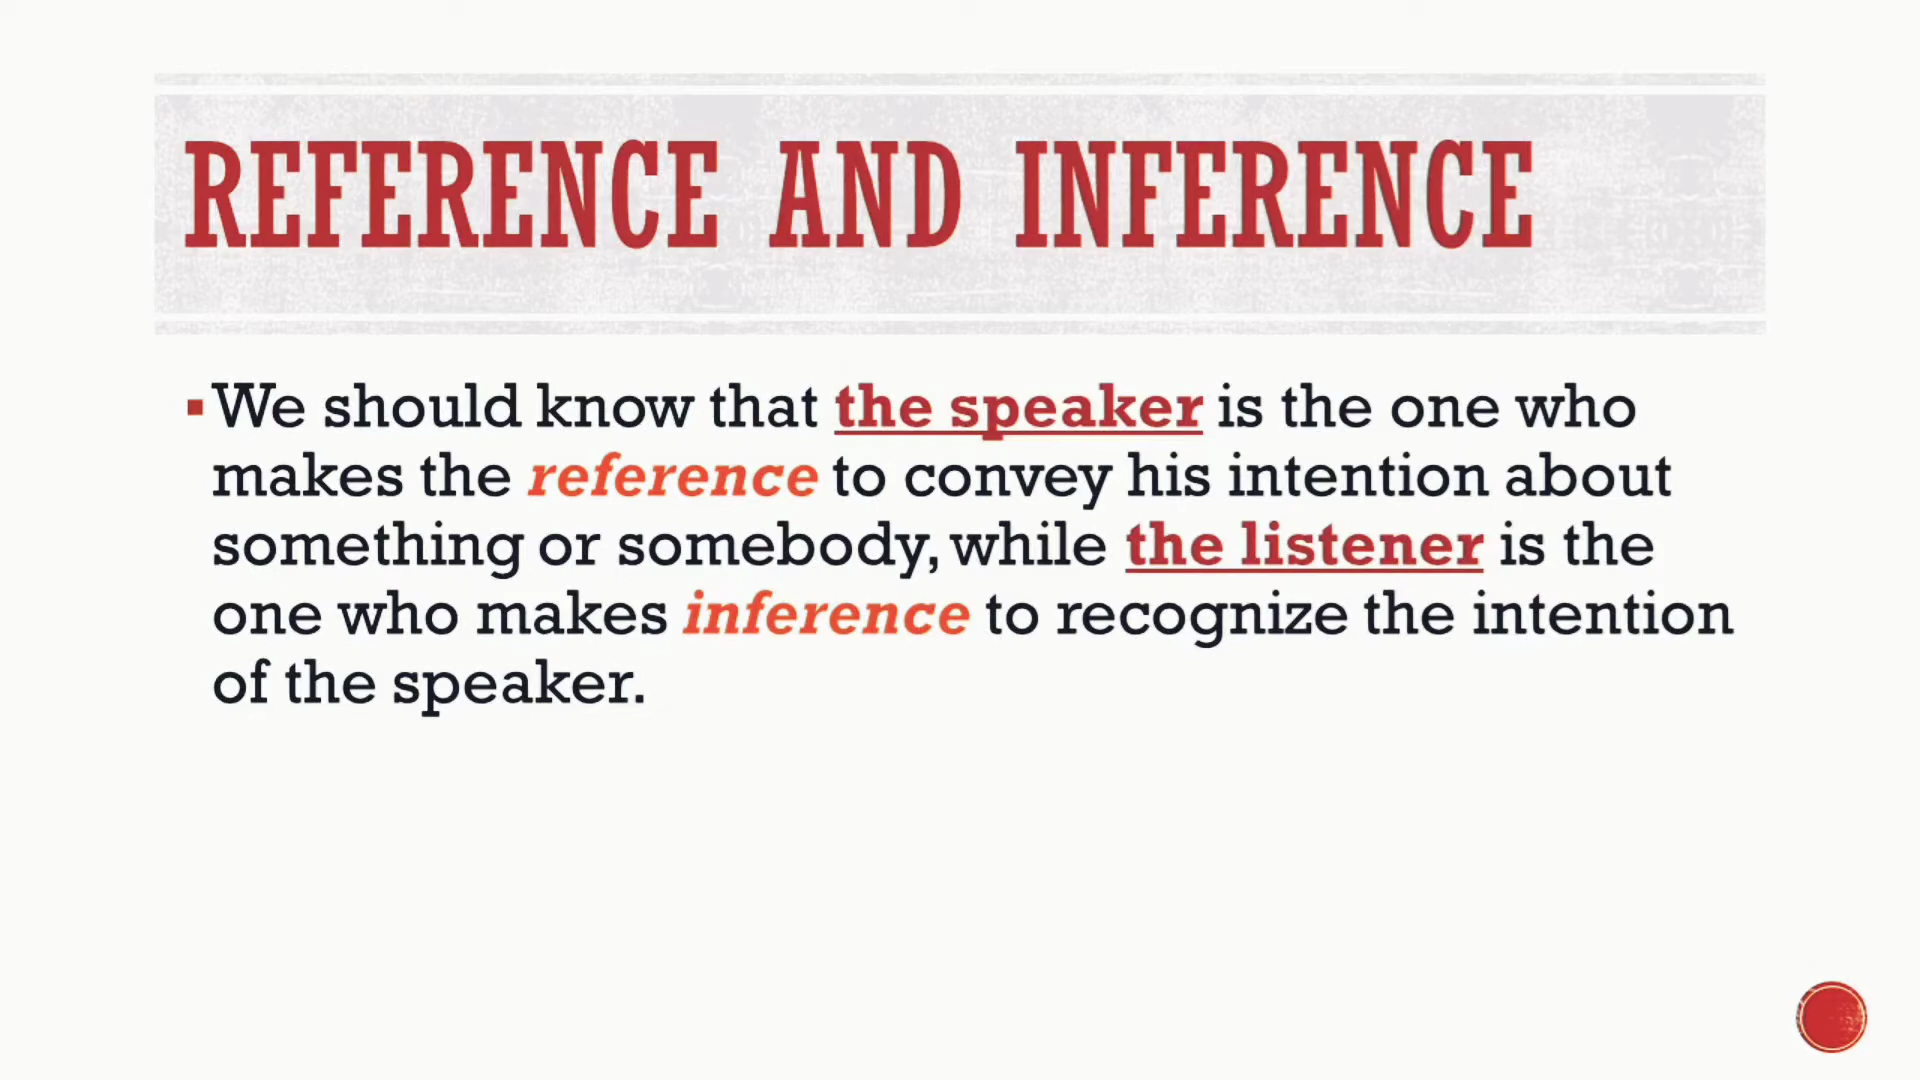 REFERENCE AND INFERENCE
▪We should know that the speaker is the one who
makes the reference to convey his intention about
something or somebody, while the listener is the
one who makes inference to recognize the intention
of the speaker.